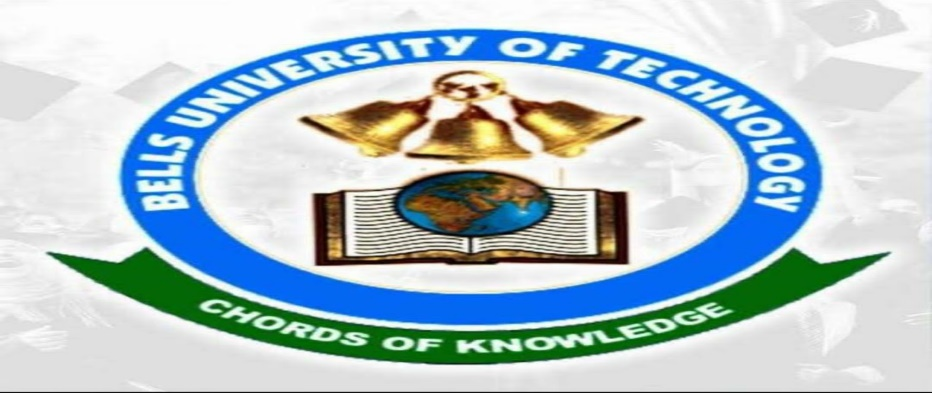 BELLS UNIVERSITY OF TECHNOLOGY
CHORDS OF KNOWLEDGE